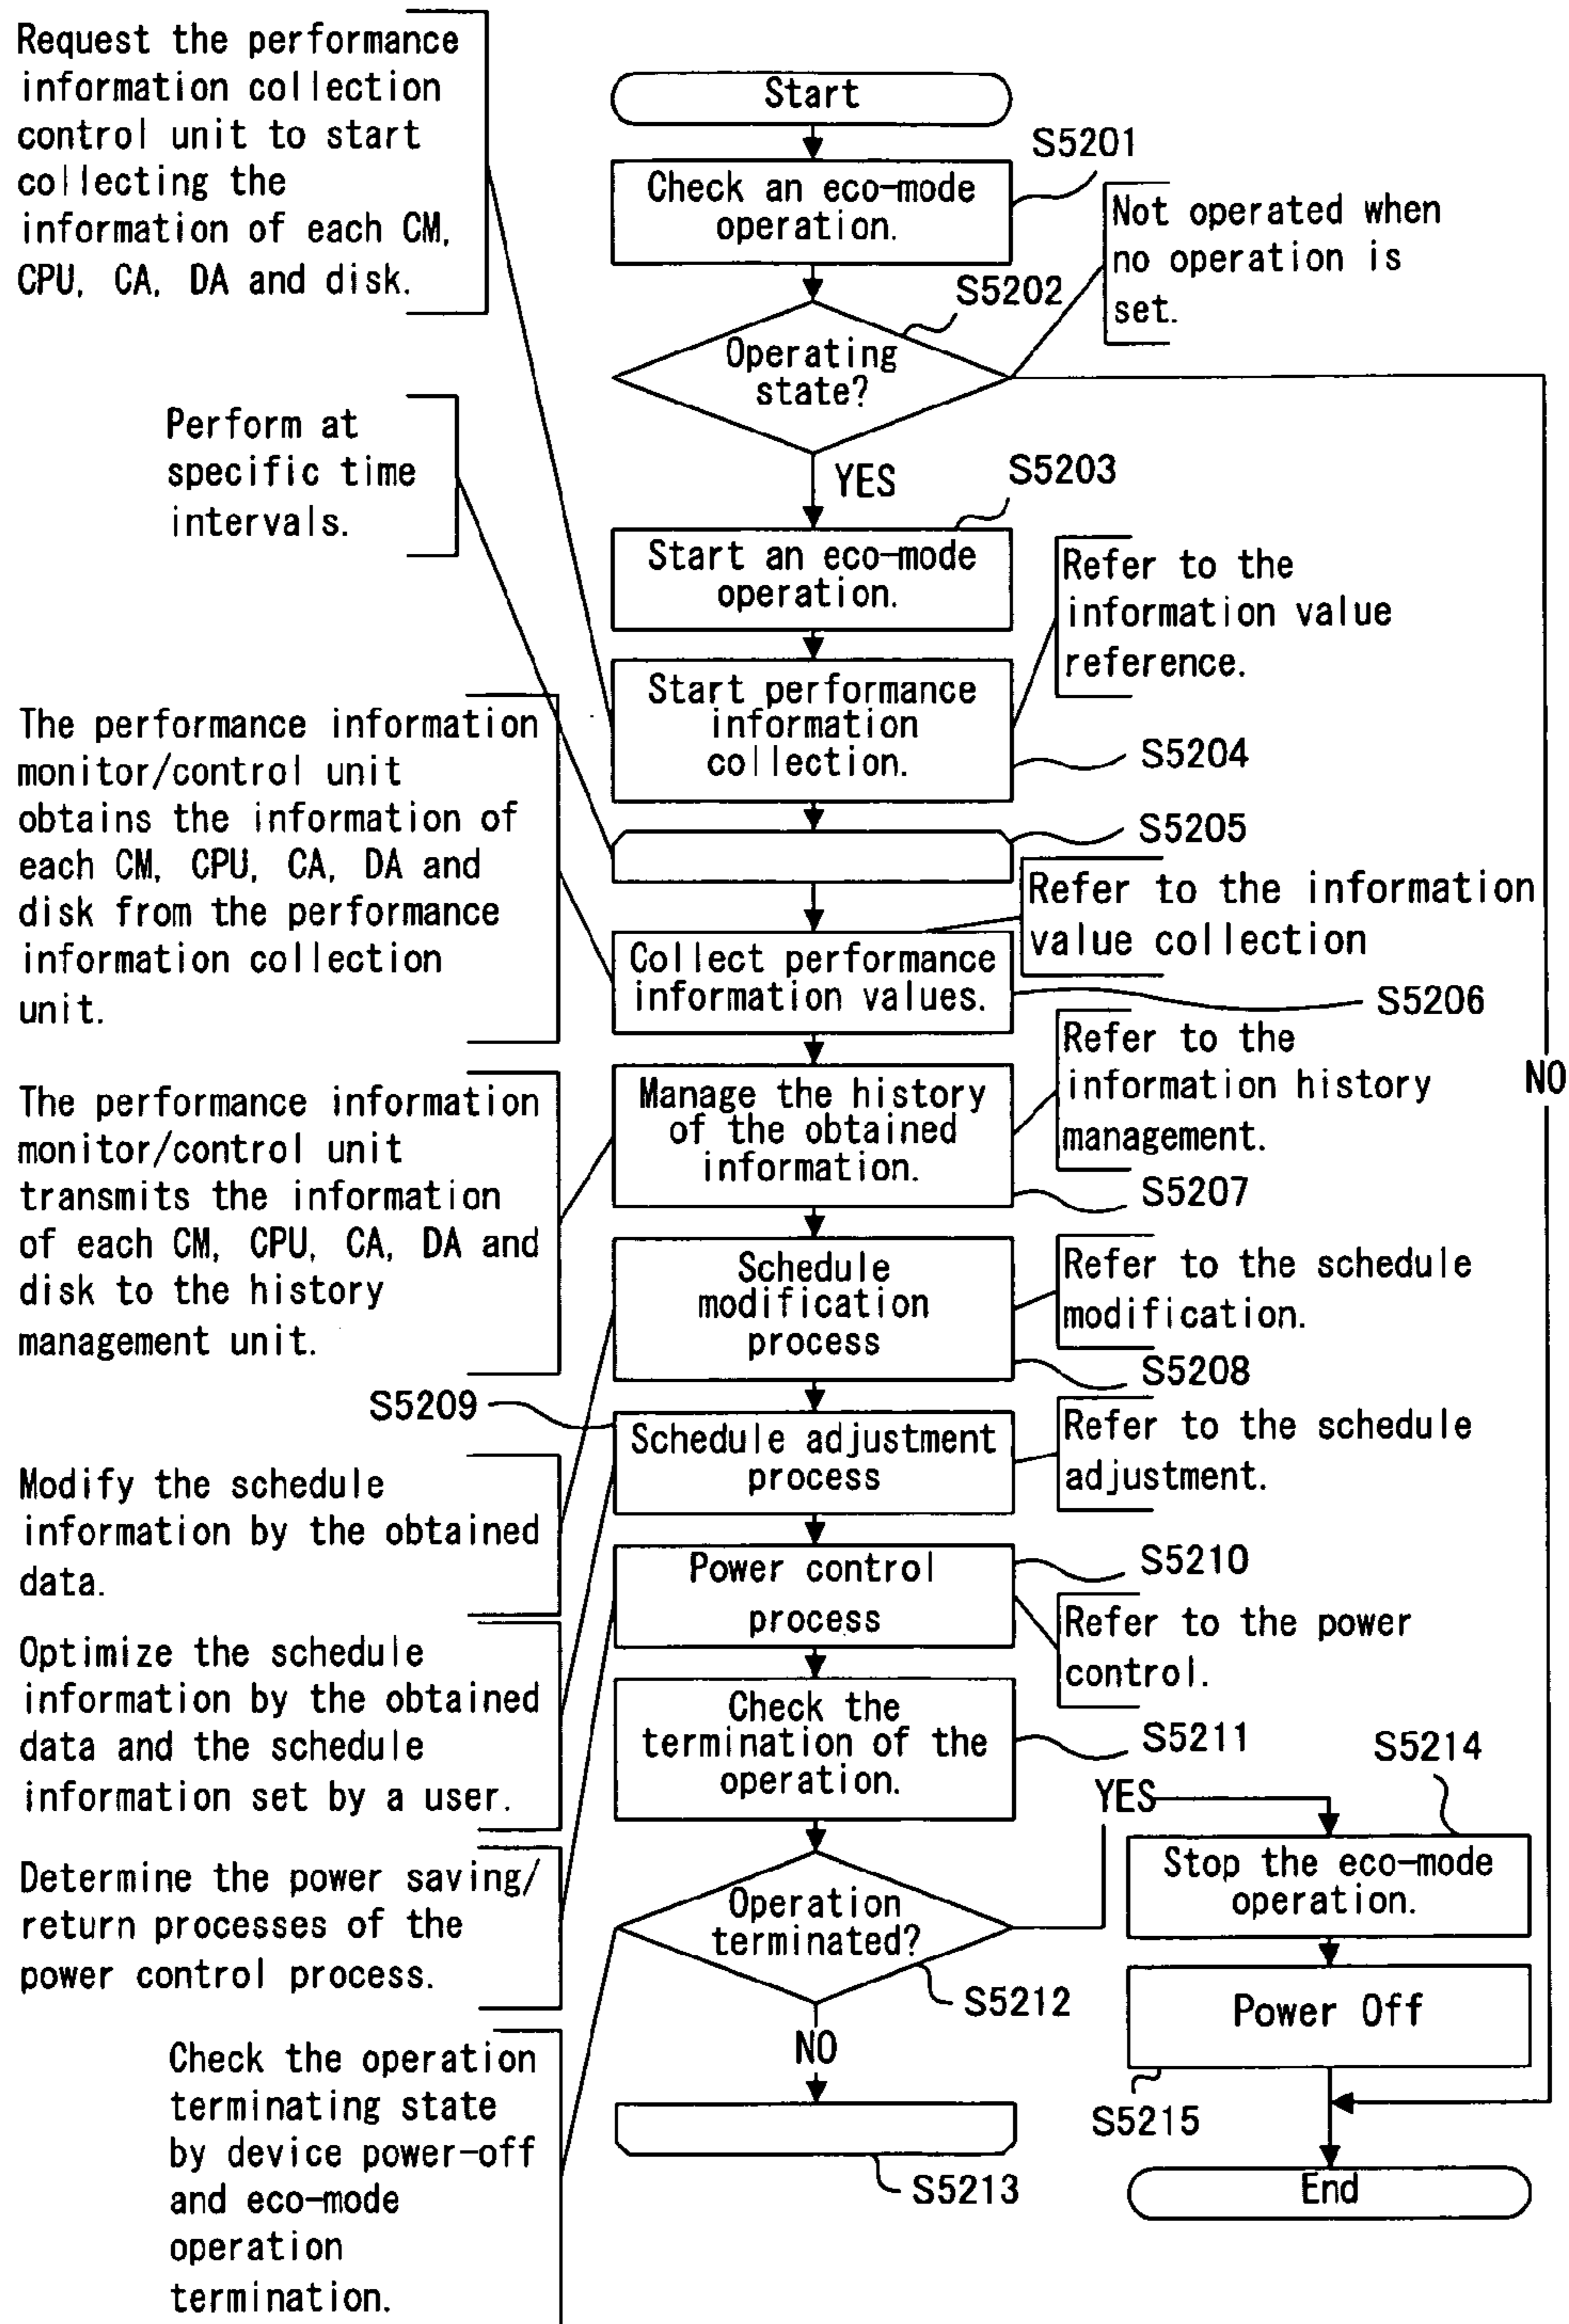 Request the performance
information collection
control unit to start
collecting the
information of each CM,
CPU, CA, DA and disk.
Start
S5201
Check an eco-mode
operation.
Not operated when
no operation is
set.
S5202
Operating
state?
Perform at
specific time
intervals.
YES
S5203
Start an eco-mode
operation.
Refer to the
information value
reference.
Start performance
information
collection.
S5204
The performance information
monitor/control unit
obtains the information of
each CM, CPU, CA, DA and
disk from the performance
information collection
unit.
S5205
Refer to the information
value collection
Collect performance
information values.
S5206
Refer to the
information history
management.
NO
The performance information
monitor/control unit
transmits the information
of each CM, CPU, CA, DA and
disk to the history
management unit.
Manage the history
of the obtained
information.
S5207
Schedule
modification
process
Refer to the schedule
modification.
S5208
S5209
Schedule adjustment
process
Refer to the schedule
adjustment.
Modify the schedule
information by the obtained
data.
Power control
process
S5210
Refer to the power
control.
Optimize the schedule
information by the obtained
data and the schedule
information set by a user.
Check the
termination of the
operation.
S5211
S5214
YES
Stop the eco-mode
operation.
Determine the power saving/
return processes of the
power control process.
Operation
terminated?
S5212
Power Off
NO
S5215
Check the operation
terminating state
by device power-off
and eco-mode
operation
termination.
S5213
End